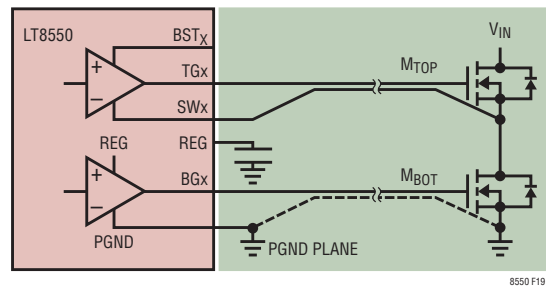 LT8550
BSTX
VIN
TGx
MTOP
+
–
SWx
REG
REG
BGx
MBOT
+
–
PGND
PGND PLANE
8550 F19